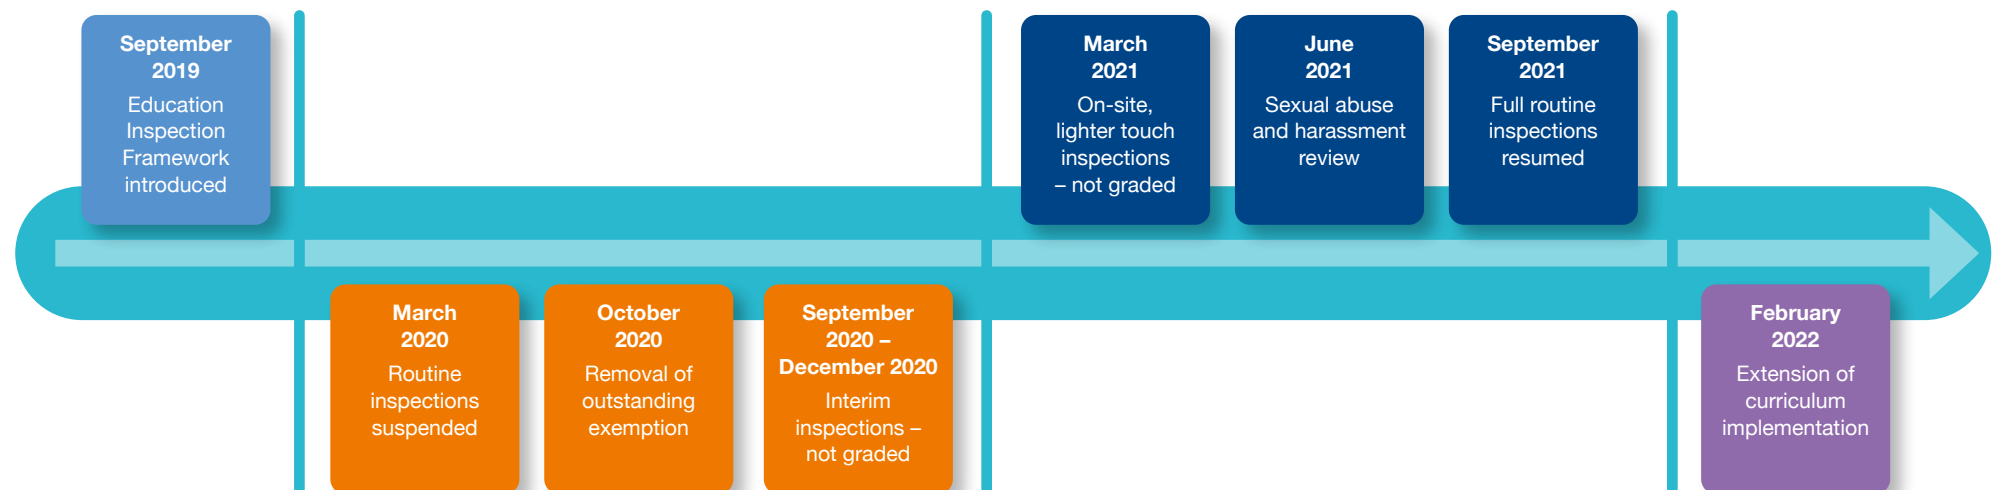 September
2019
Education
Inspection
Framework
introduced
March
2020
Routine
inspections
suspended
October
2020
Removal of
outstanding
exemption
September
2020 –
December 2020
Interim
inspections –
not graded
March
2021
On-site,
lighter touch
inspections
– not graded
June
2021
Sexual abuse
and harassment
review
September
2021
Full routine
inspections
resumed
February
2022
Extension of
curriculum
implementation